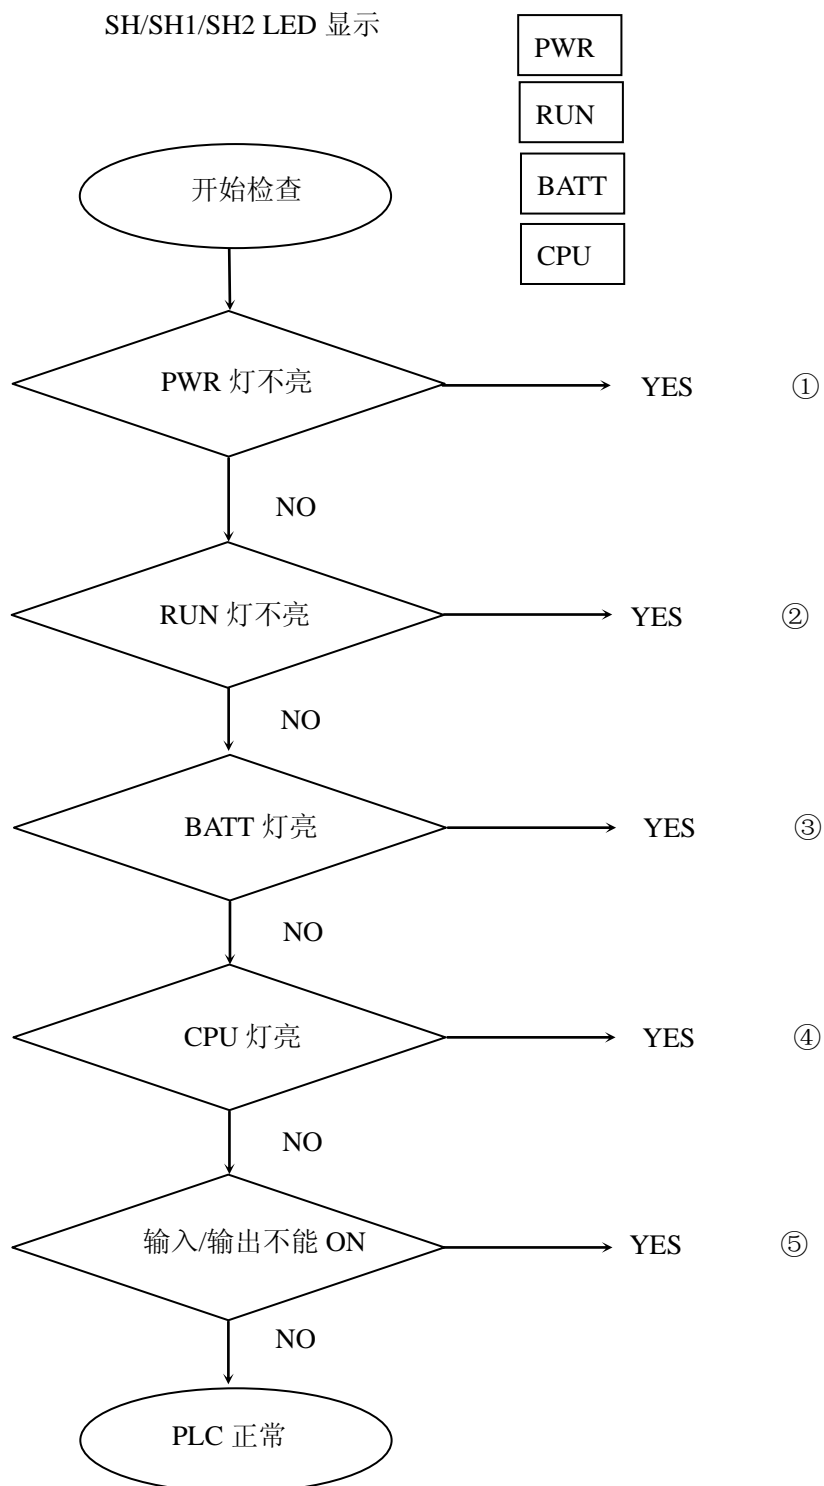 SH/SH1/SH2 LED 显示
PWR
RUN
BATT
CPU
开始检查
PWR 灯不亮
YES
①
NO
RUN 灯不亮
YES
②
NO
BATT 灯亮
YES
③
NO
CPU 灯亮
YES
④
NO
输入/输出不能 ON
YES
⑤
NO
PLC 正常